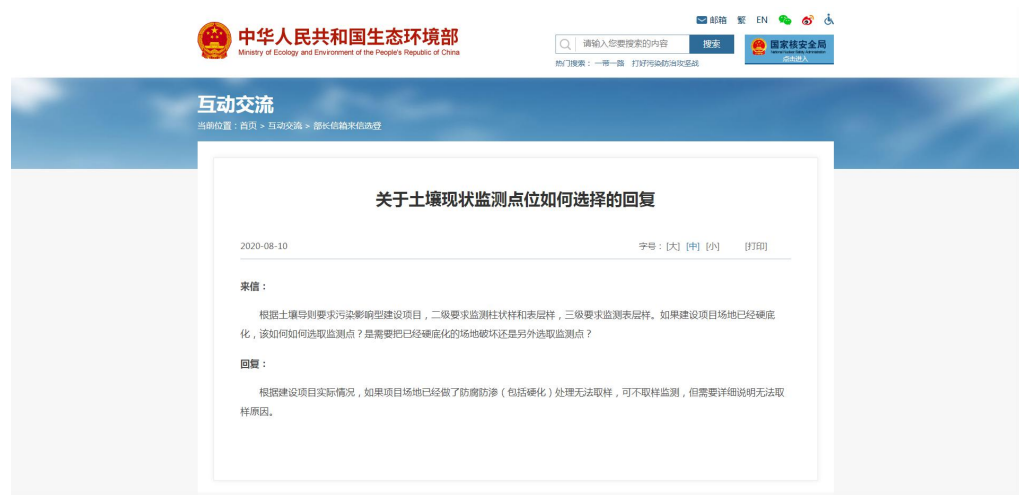 邮箱 繁 EN
中华人民共和国生态环境部
Ministry of Ecology and Environment of the People's Republic of China
请输入您要搜索的内容 搜索
国家核安全局
点击进入
热门搜索：一带一路 打好污染防治攻坚战
互动交流
当前位置：首页 > 互动交流 > 部长信箱来信选登
关于土壤现状监测点位如何选择的回复
2020-08-10 字号：[大] [中] [小] [打印]
来信：
根据土壤导则要求污染影响型建设项目，二级要求监测柱状样和表层样，三级要求监测表层样。如果建设项目场地已经硬底
化，该如何如何选取监测点？是需要把已经硬底化的场地破坏还是另外选取监测点？
回复：
根据建设项目实际情况，如果项目场地已经做了防腐防渗（包括硬化）处理无法取样，可不取样监测，但需要详细说明无法取
样原因。